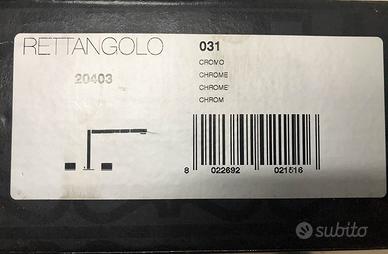 RETTANGOLO
20403
031
CROMO
CHROME
CHROME'
CHROM
8 022692 021516
subito